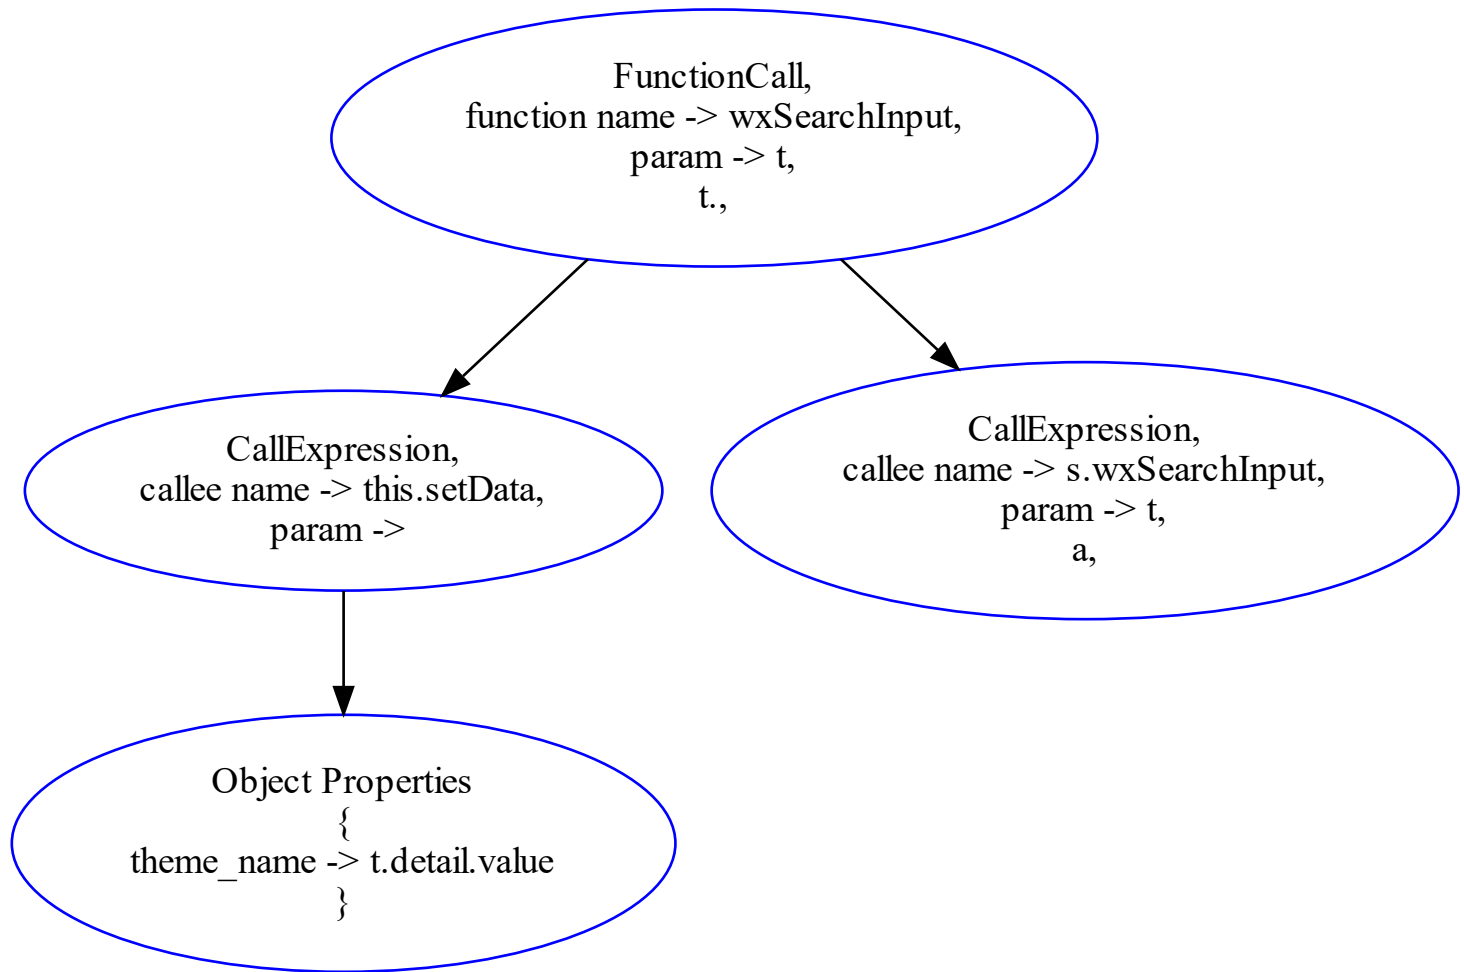 FunctionCall,
function name -> wxSearchInput,
param -> t,
t.,
CallExpression,
callee name -> this.setData,
param ->
CallExpression,
callee name -> s.wxSearchInput,
param -> t,
a,
Object Properties
{
theme_name -> t.detail.value
}